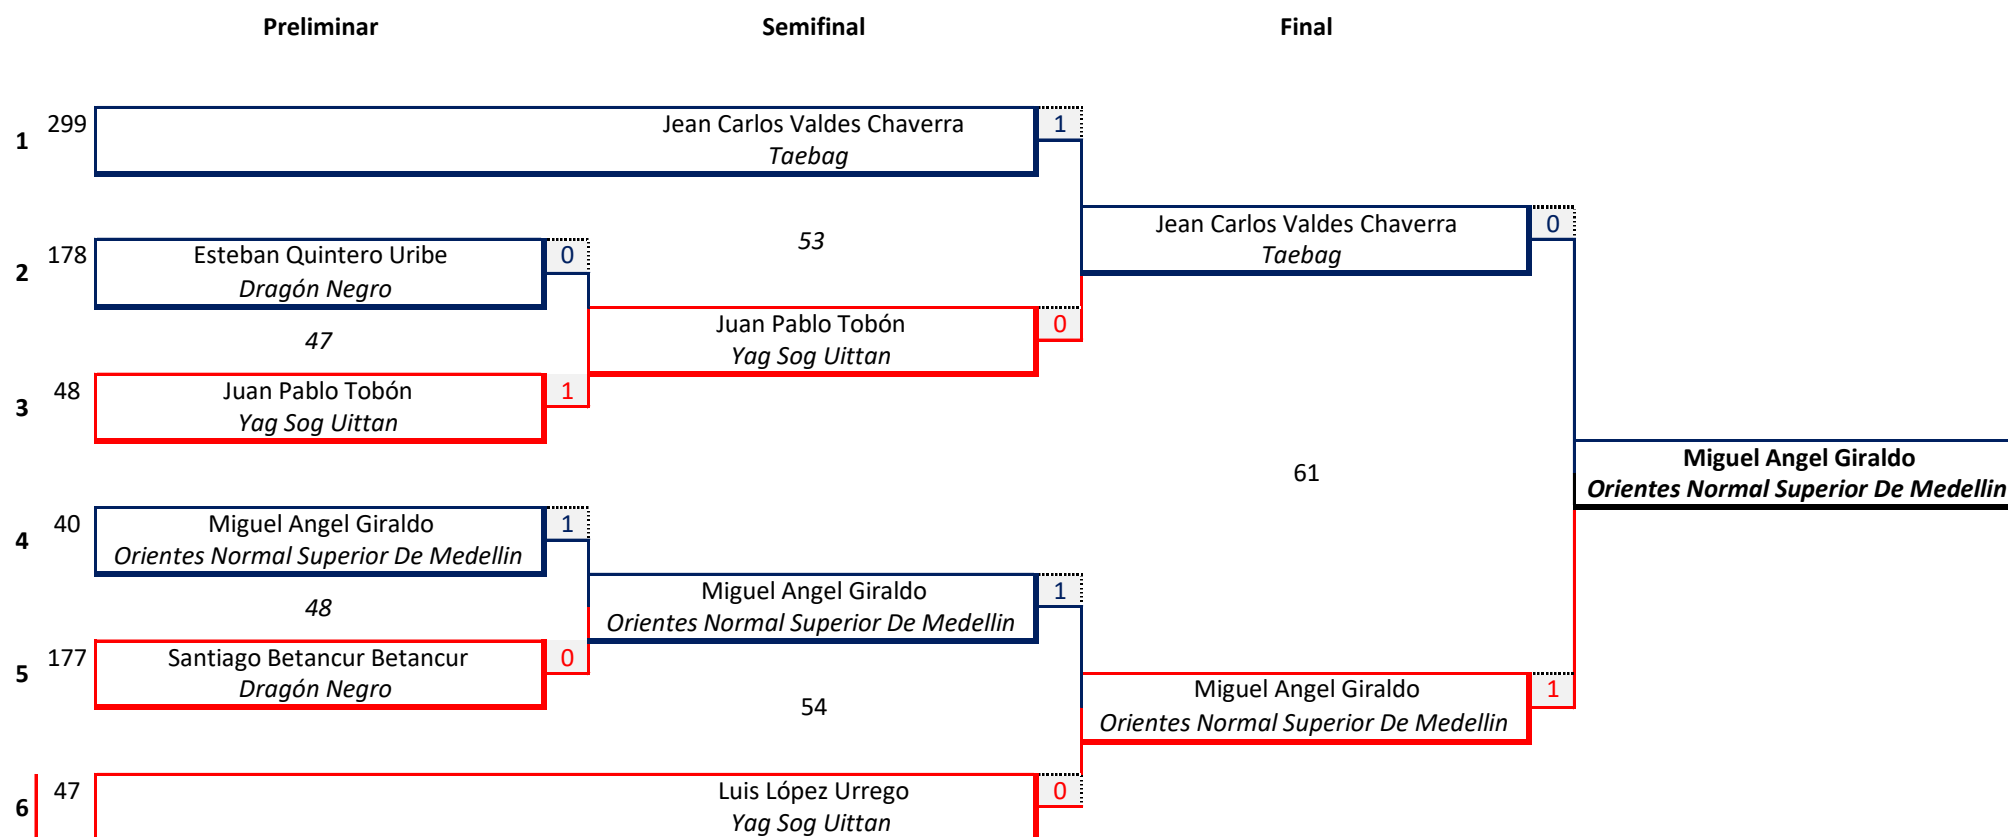 Preliminar Semifinal Final
1 299 Jean Carlos Valdes Chaverra 1
Taebag
Jean Carlos Valdes Chaverra 0
Taebag
53
2 178 Esteban Quintero Uribe 0
Dragón Negro
47
Juan Pablo Tobón 0
Yag Sog Uittan
3 48 Juan Pablo Tobón 1
Yag Sog Uittan
61
Miguel Angel Giraldo
Orientes Normal Superior De Medellin
4 40 Miguel Angel Giraldo 1
Orientes Normal Superior De Medellin
48
Miguel Angel Giraldo 1
Orientes Normal Superior De Medellin
5 177 Santiago Betancur Betancur 0
Dragón Negro
54
Miguel Angel Giraldo 1
Orientes Normal Superior De Medellin
6 47 Luis López Urrego 0
Yag Sog Uittan